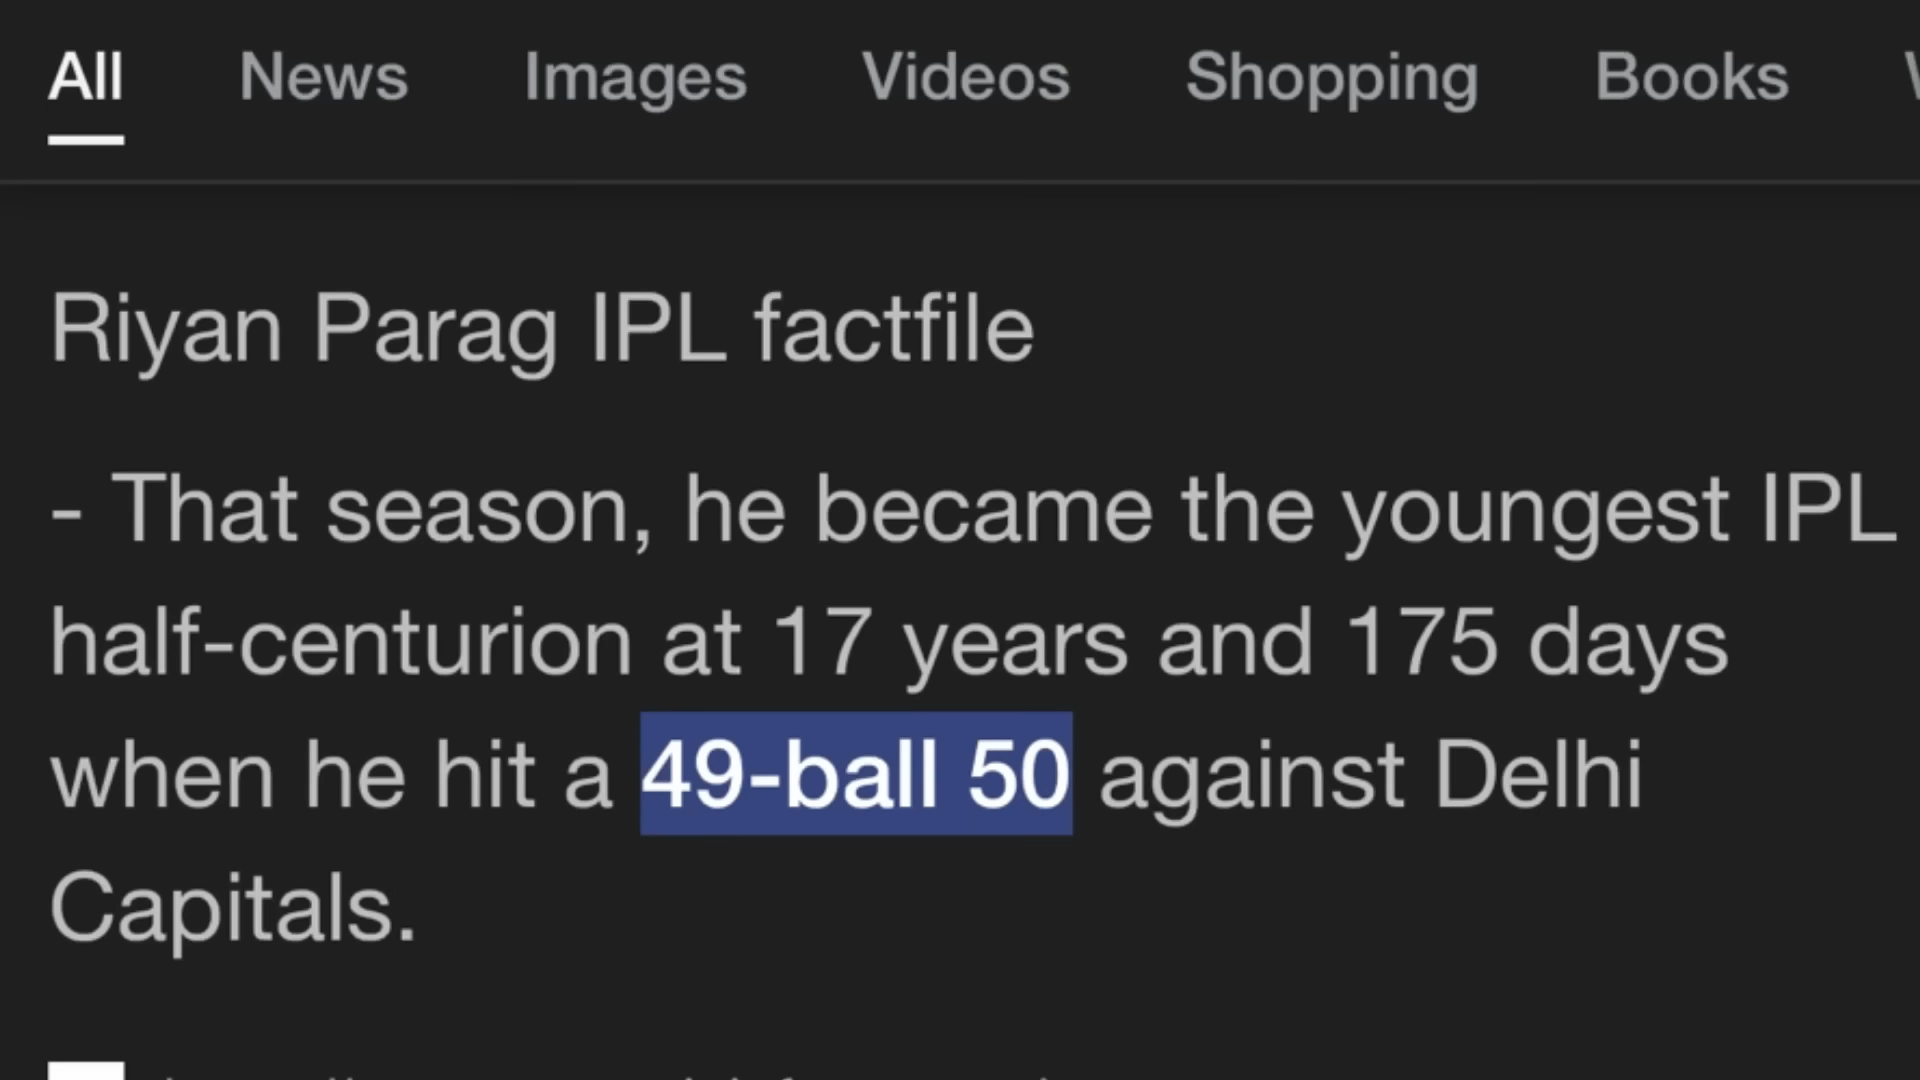 All News Images Videos Shopping Books
Riyan Parag IPL factfile
- That season, he became the youngest IPL
half-centurion at 17 years and 175 days
when he hit a 49-ball 50 against Delhi
Capitals.